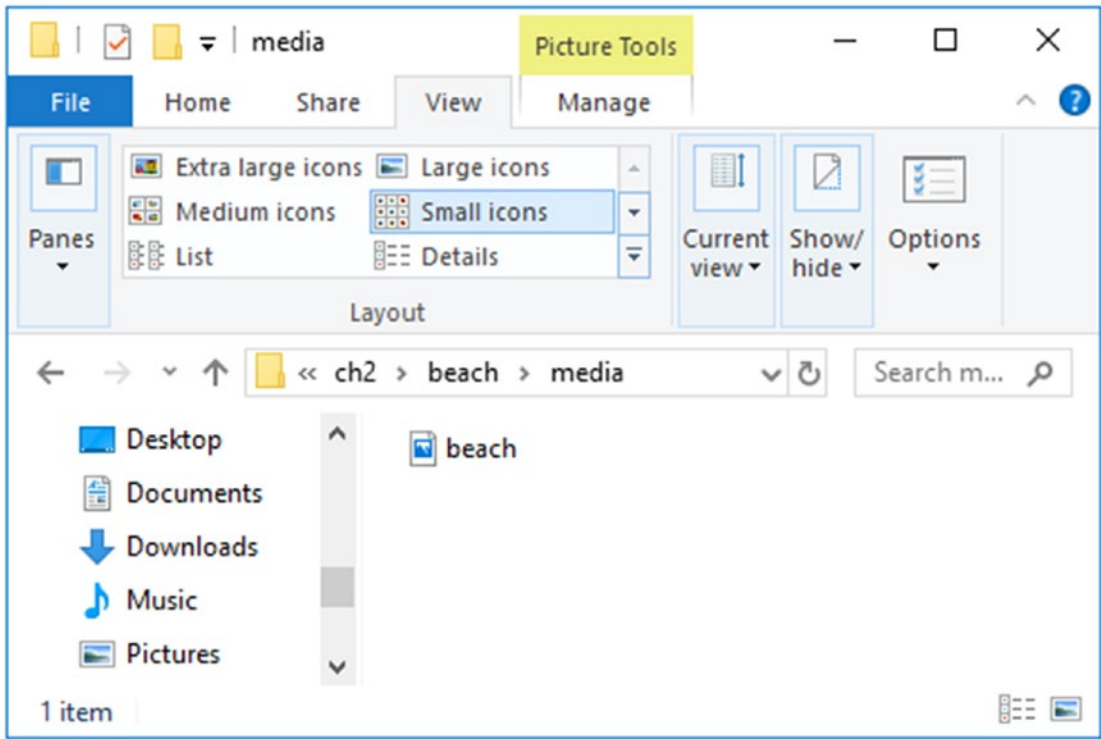 media
Picture Tools
File Home Share View Manage
Extra large icons Large icons
Medium icons Small icons
List Details
Panes
Current view
Show/ hide
Options
Layout
« ch2 > beach > media
Search m...
Desktop
Documents
Downloads
Music
Pictures
beach
1 item